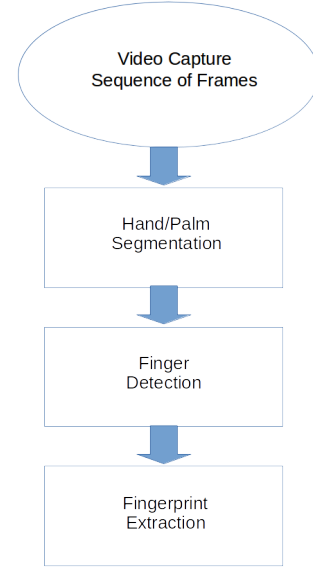 Video Capture
Sequence of Frames
Hand/Palm
Segmentation
Finger
Detection
Fingerprint
Extraction